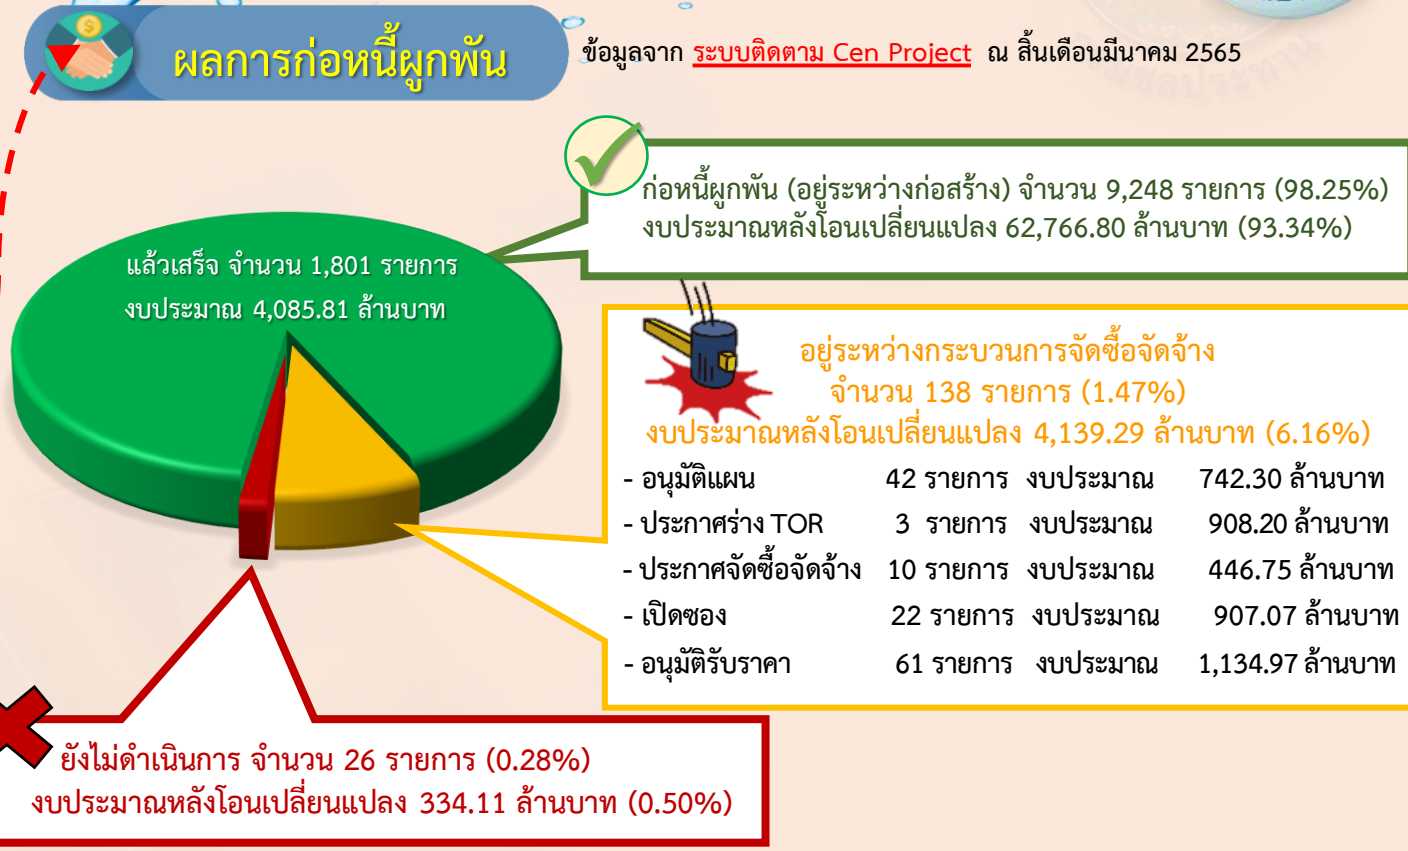 ผลการก่อหนี้ผูกพัน
ข้อมูลจาก ระบบติดตาม Cen Project ณ สิ้นเดือนมีนาคม 2565
ก่อหนี้ผูกพัน (อยู่ระหว่างก่อสร้าง) จำนวน 9,248 รายการ (98.25%)
งบประมาณหลังโอนเปลี่ยนแปลง 62,766.80 ล้านบาท (93.34%)
แล้วเสร็จ จำนวน 1,801 รายการ
งบประมาณ 4,085.81 ล้านบาท
อยู่ระหว่างกระบวนการจัดซื้อจัดจ้าง
จำนวน 138 รายการ (1.47%)
งบประมาณหลังโอนเปลี่ยนแปลง 4,139.29 ล้านบาท (6.16%)
- อนุมัติแผน 42 รายการ งบประมาณ 742.30 ล้านบาท
- ประกาศร่าง TOR 3 รายการ งบประมาณ 908.20 ล้านบาท
- ประกาศจัดซื้อจัดจ้าง 10 รายการ งบประมาณ 446.75 ล้านบาท
- เปิดซอง 22 รายการ งบประมาณ 907.07 ล้านบาท
- อนุมัติรับราคา 61 รายการ งบประมาณ 1,134.97 ล้านบาท
ยังไม่ดำเนินการ จำนวน 26 รายการ (0.28%)
งบประมาณหลังโอนเปลี่ยนแปลง 334.11 ล้านบาท (0.50%)